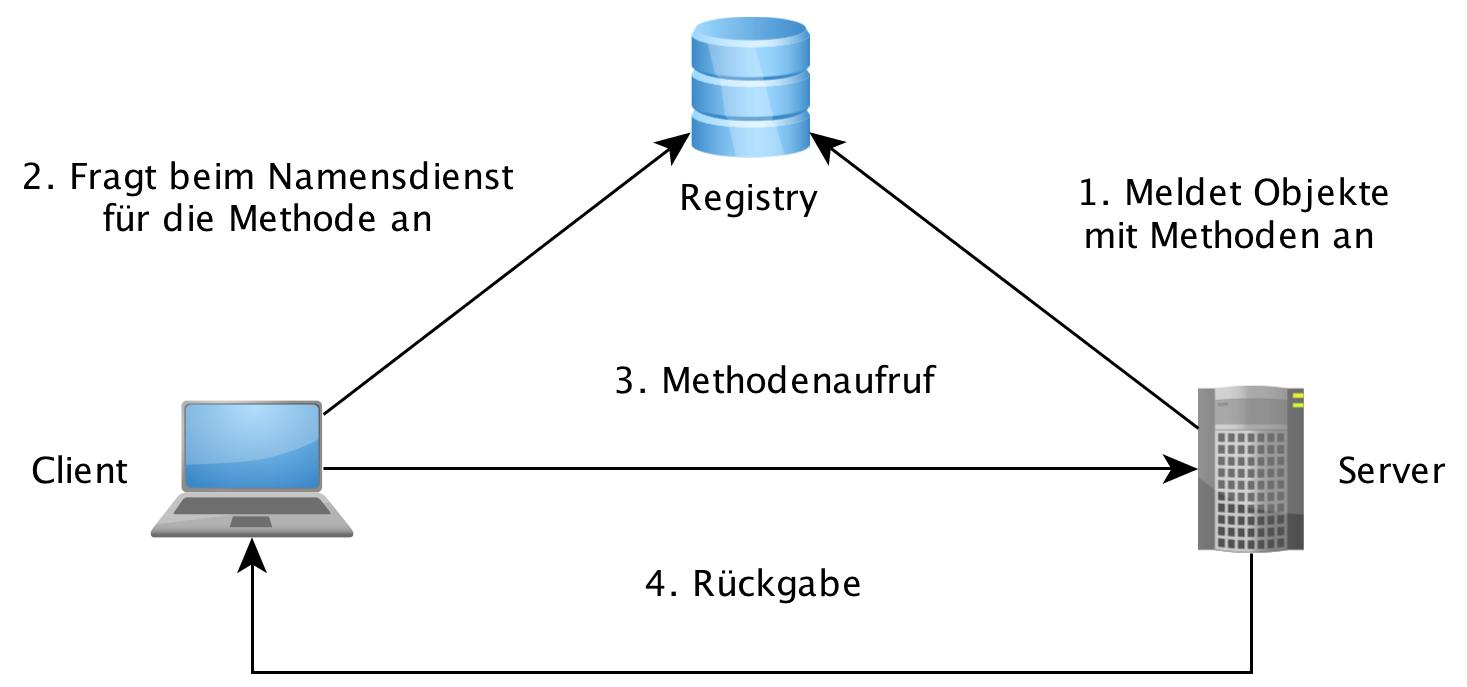 2. Fragt beim Namensdienst
für die Methode an
Registry
1. Meldet Objekte
mit Methoden an
3. Methodenaufruf
Client
Server
4. Rückgabe